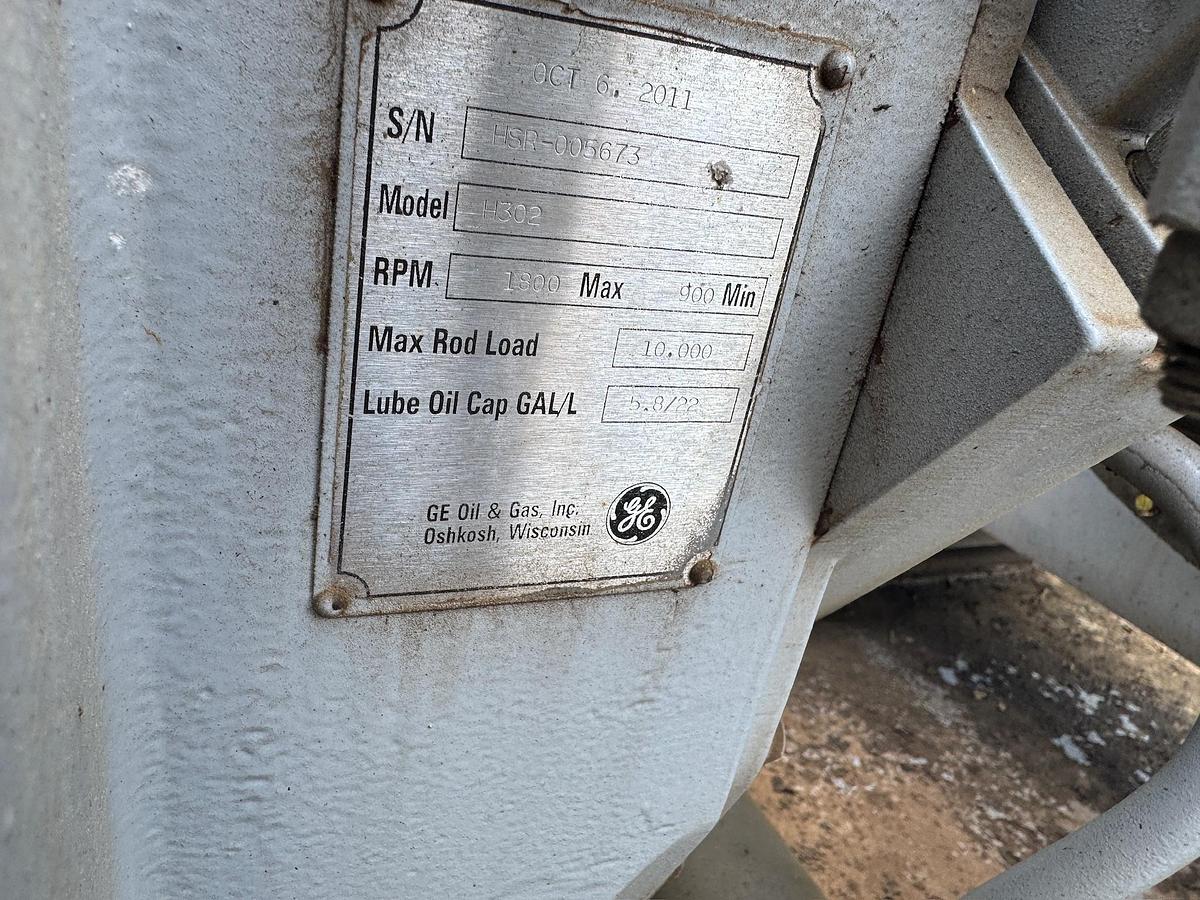 OCT 6, 2011
S/N HSR-005673
Model H302
RPM 1800 Max 900 Min
Max Rod Load 10,000
Lube Oil Cap GAL/L 5.8/22
GE Oil & Gas, Inc.
Oshkosh, Wisconsin
GE